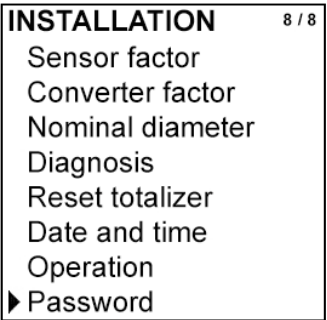 INSTALLATION 8 / 8
Sensor factor
Converter factor
Nominal diameter
Diagnosis
Reset totalizer
Date and time
Operation
Password